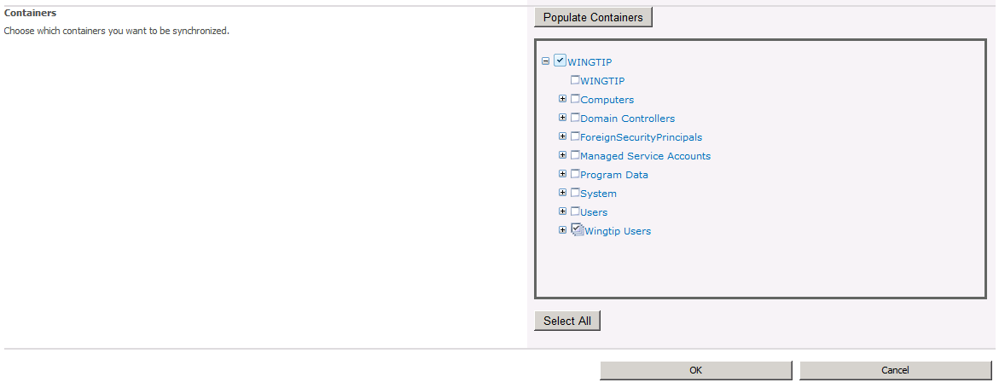 Containers
Choose which containers you want to be synchronized.
Populate Containers
WINGTIP
WINGTIP
Computers
Domain Controllers
ForeignSecurityPrincipals
Managed Service Accounts
Program Data
System
Users
Wingtip Users
Select All
OK
Cancel